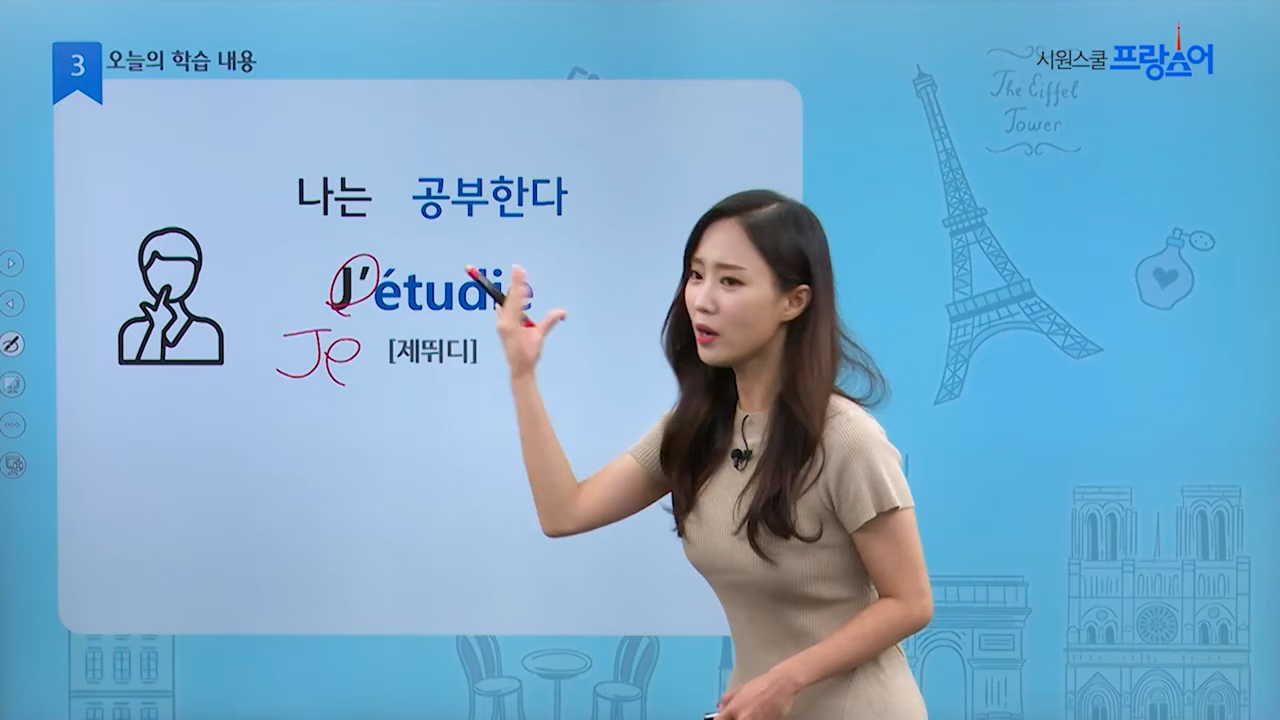 3 오늘의 학습 내용
시원스쿨 프랑스어
The Eiffel
Tower
나는 공부한다
J'étudie
Je [제뛰디]